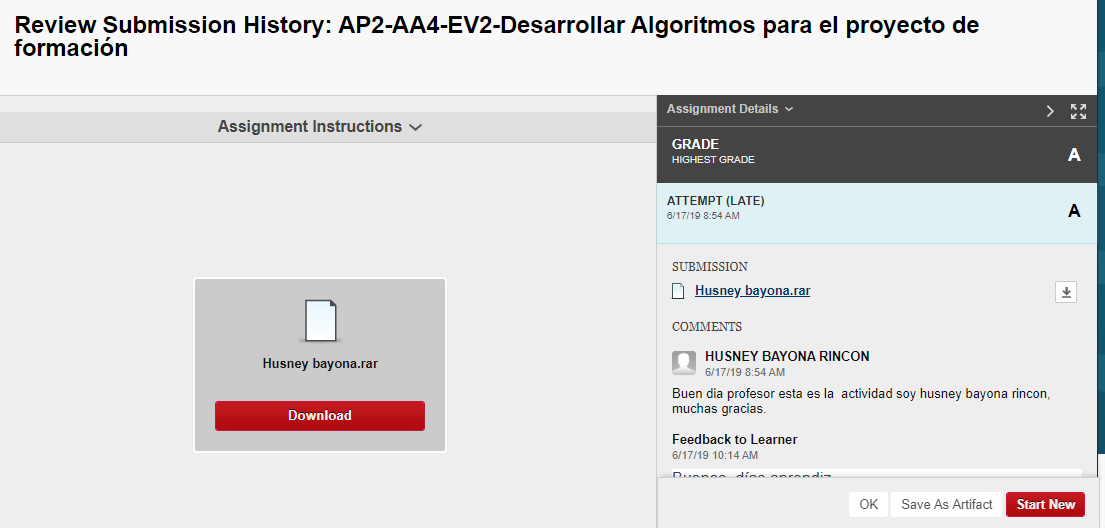 Review Submission History: AP2-AA4-EV2-Desarrollar Algoritmos para el proyecto de
formación
Assignment Instructions
Husney bayona.rar
Download
Assignment Details
GRADE
HIGHEST GRADE
A
ATTEMPT (LATE)
6/17/19 8:54 AM
A
SUBMISSION
Husney bayona.rar
COMMENTS
HUSNEY BAYONA RINCON
6/17/19 8:54 AM
Buen dia profesor esta es la actividad soy husney bayona rincon,
muchas gracias.
Feedback to Learner
6/17/19 10:14 AM
Buenos días aprendiz
OK
Save As Artifact
Start New